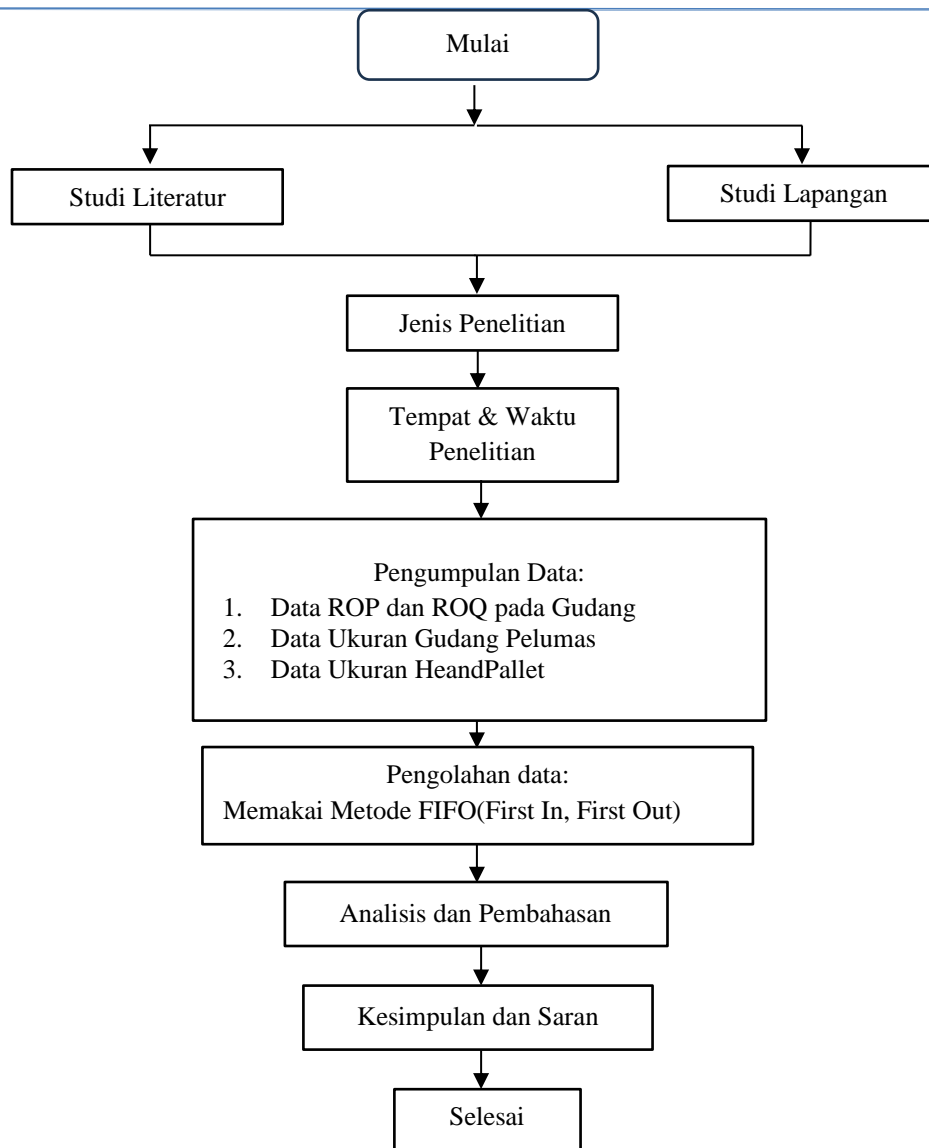 Mulai
Studi Literatur
Studi Lapangan
Jenis Penelitian
Tempat & Waktu
Penelitian
Pengumpulan Data:
1. Data ROP dan ROQ pada Gudang
2. Data Ukuran Gudang Pelumas
3. Data Ukuran HeandPallet
Pengolahan data:
Memakai Metode FIFO(First In, First Out)
Analisis dan Pembahasan
Kesimpulan dan Saran
Selesai